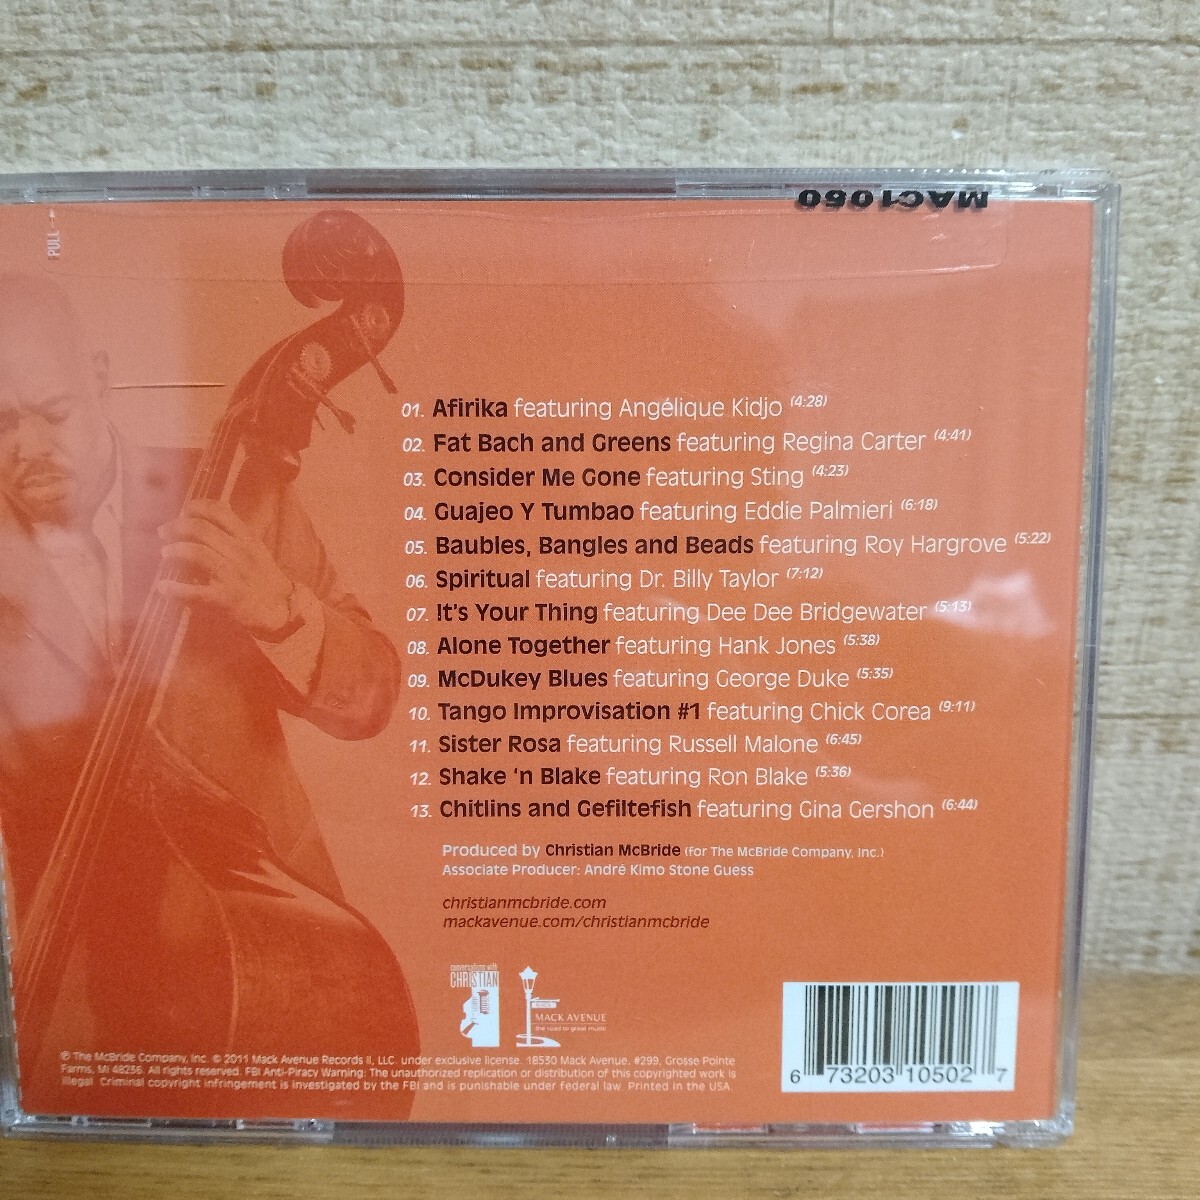 MAC1050
PULL
01. Afirika featuring Angélique Kidjo (4:28)
02. Fat Bach and Greens featuring Regina Carter (4:41)
03. Consider Me Gone featuring Sting (4:23)
04. Guajeo Y Tumbao featuring Eddie Palmieri (6:18)
05. Baubles, Bangles and Beads featuring Roy Hargrove (5:22)
06. Spiritual featuring Dr. Billy Taylor (7:12)
07. It's Your Thing featuring Dee Dee Bridgewater (5:13)
08. Alone Together featuring Hank Jones (5:38)
09. McDukey Blues featuring George Duke (5:35)
10. Tango Improvisation #1 featuring Chick Corea (9:11)
11. Sister Rosa featuring Russell Malone (6:45)
12. Shake 'n Blake featuring Ron Blake (5:36)
13. Chitlins and Gefiltefish featuring Gina Gershon (6:44)
Produced by Christian McBride (for The McBride Company, Inc.)
Associate Producer: André Kimo Stone Guess
christianmcbride.com
mackavenue.com/christianmcbride
conversations with
CHRISTIAN
MACK AVENUE
the road to great music
℗ The McBride Company, Inc. © 2011 Mack Avenue Records II, LLC. under exclusive license. 18530 Mack Avenue, #299, Grosse Pointe
Farms, MI 48236. All rights reserved. FBI Anti-Piracy Warning: The unauthorized replication or distribution of this copyrighted work is
illegal. Criminal copyright infringement is investigated by the FBI and is punishable under federal law. Printed in the USA.
6 73203 10502 7